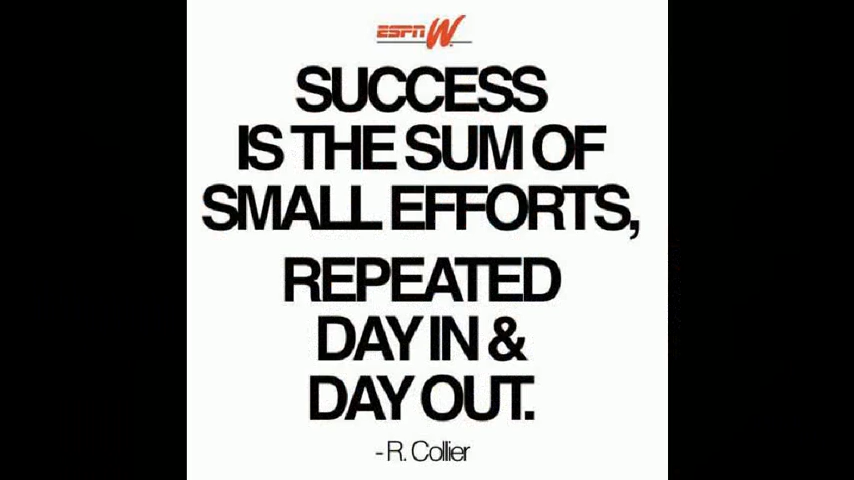 ESPNW
SUCCESS
IS THE SUM OF
SMALL EFFORTS,
REPEATED
DAY IN &
DAY OUT.
- R. Collier